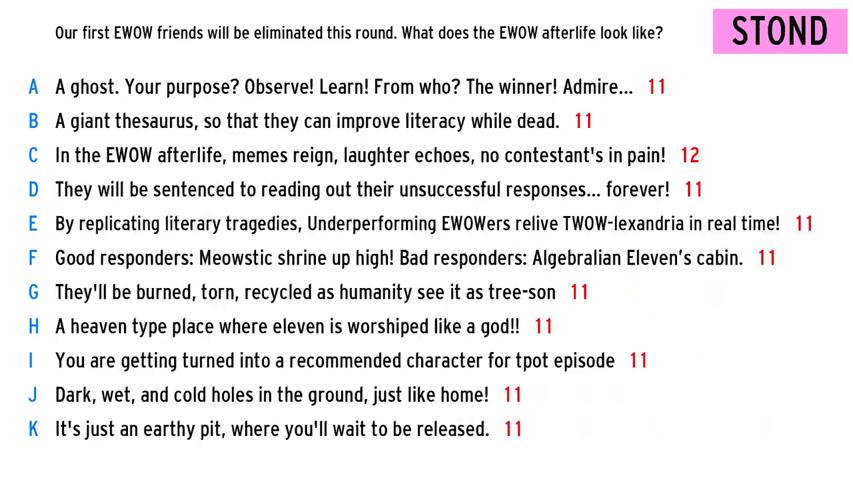 Our first EWOW friends will be eliminated this round. What does the EWOW afterlife look like?
STOND
A A ghost. Your purpose? Observe! Learn! From who? The winner! Admire... 11
B A giant thesaurus, so that they can improve literacy while dead. 11
C In the EWOW afterlife, memes reign, laughter echoes, no contestant's in pain! 12
D They will be sentenced to reading out their unsuccessful responses... forever! 11
E By replicating literary tragedies, Underperforming EWOWers relive TWOW-lexandria in real time! 11
F Good responders: Meowstic shrine up high! Bad responders: Algebralian Eleven’s cabin. 11
G They'll be burned, torn, recycled as humanity see it as tree-son 11
H A heaven type place where eleven is worshiped like a god!! 11
I You are getting turned into a recommended character for tpot episode 11
J Dark, wet, and cold holes in the ground, just like home! 11
K It's just an earthy pit, where you'll wait to be released. 11